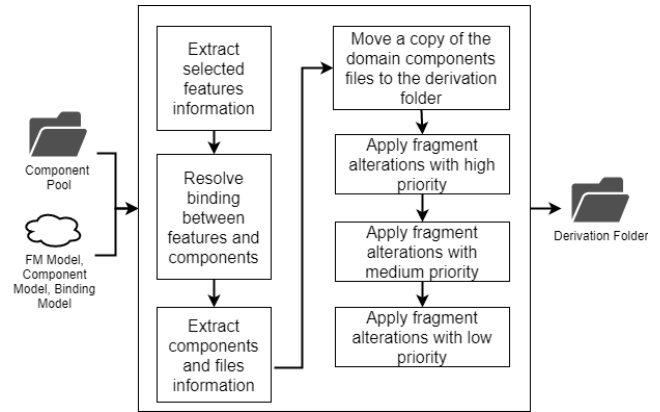 Component
Pool
FM Model,
Component
Model, Binding
Model
Extract
selected
features
information
Resolve
binding
between
features and
components
Extract
components
and files
information
Move a copy of the
domain components
files to the derivation
folder
Apply fragment
alterations with high
priority
Apply fragment
alterations with
medium priority
Apply fragment
alterations with low
priority
Derivation Folder